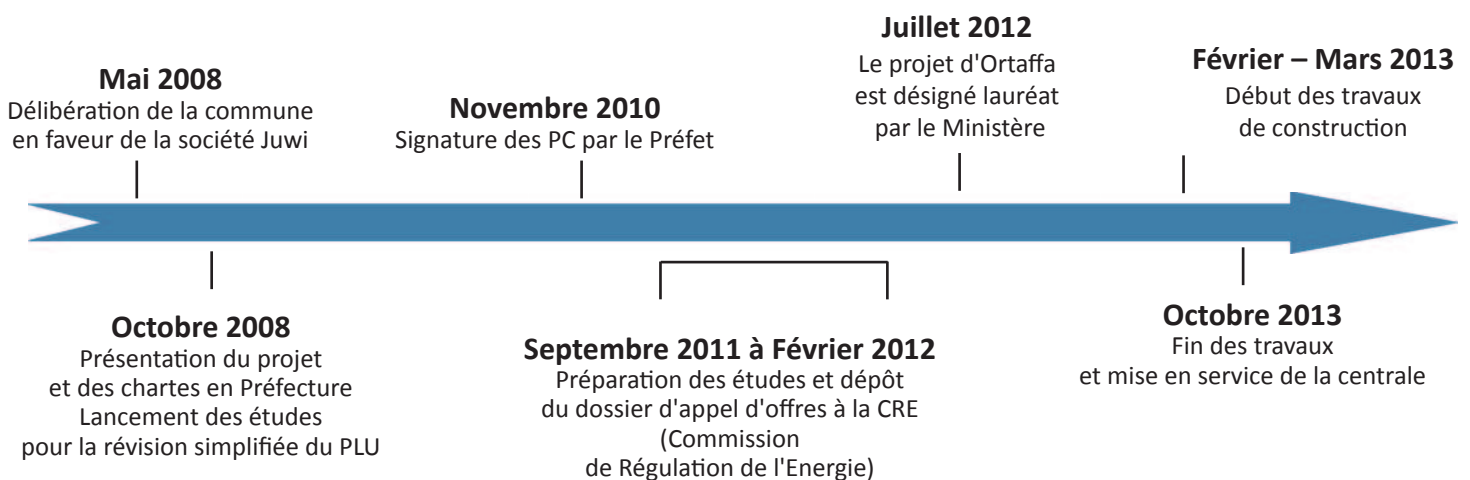 Mai 2008
Délibération de la commune
en faveur de la société Juwi
Novembre 2010
Signature des PC par le Préfet
Juillet 2012
Le projet d'Ortaffa
est désigné lauréat
par le Ministère
Février – Mars 2013
Début des travaux
de construction
Octobre 2008
Présentation du projet
et des chartes en Préfecture
Lancement des études
pour la révision simplifiée du PLU
Septembre 2011 à Février 2012
Préparation des études et dépôt
du dossier d'appel d'offres à la CRE
(Commission
de Régulation de l'Energie)
Octobre 2013
Fin des travaux
et mise en service de la centrale